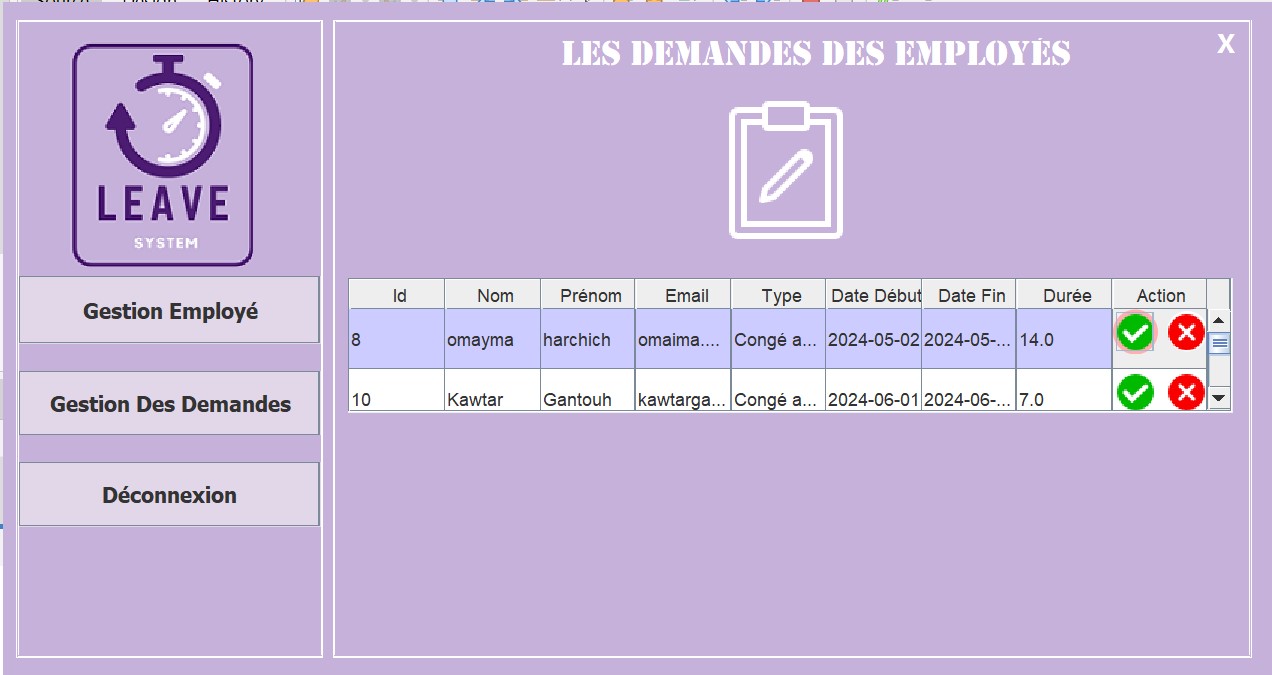 LES DEMANDES DES EMPLOYÉS
X
LEAVE
SYSTEM
Gestion Employé
Gestion Des Demandes
Déconnexion
Id Nom Prénom Email Type Date Début Date Fin Durée Action
8 omayma harchich omaima.... Congé a... 2024-05-02 2024-05-... 14.0
10 Kawtar Gantouh kawtarga... Congé a... 2024-06-01 2024-06-... 7.0